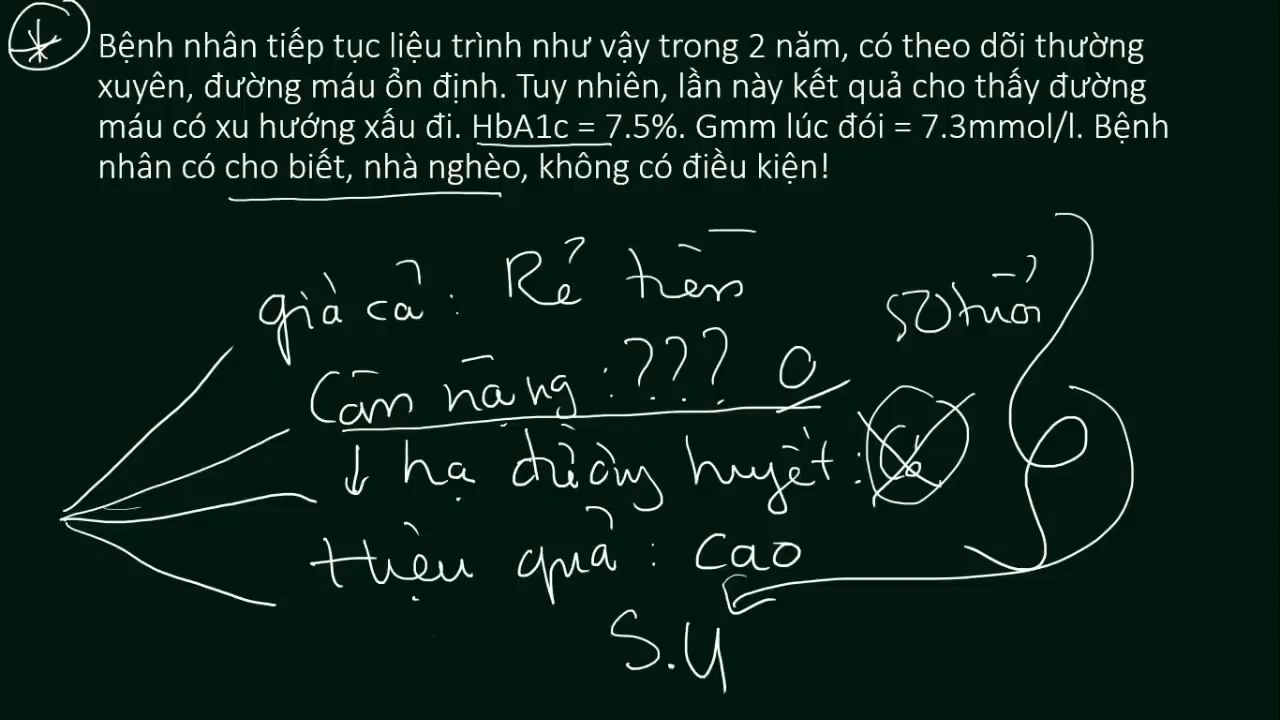 Bệnh nhân tiếp tục liệu trình như vậy trong 2 năm, có theo dõi thường
xuyên, đường máu ổn định. Tuy nhiên, lần này kết quả cho thấy đường
máu có xu hướng xấu đi. HbA1c = 7.5%. Gmm lúc đói = 7.3mmol/l. Bệnh
nhân có cho biết, nhà nghèo, không có điều kiện!
giá cả : Rẻ tiền
50 tuổi
Cân nặng : ???
↓ hạ đường huyết :
Hiệu quả : cao
S.U